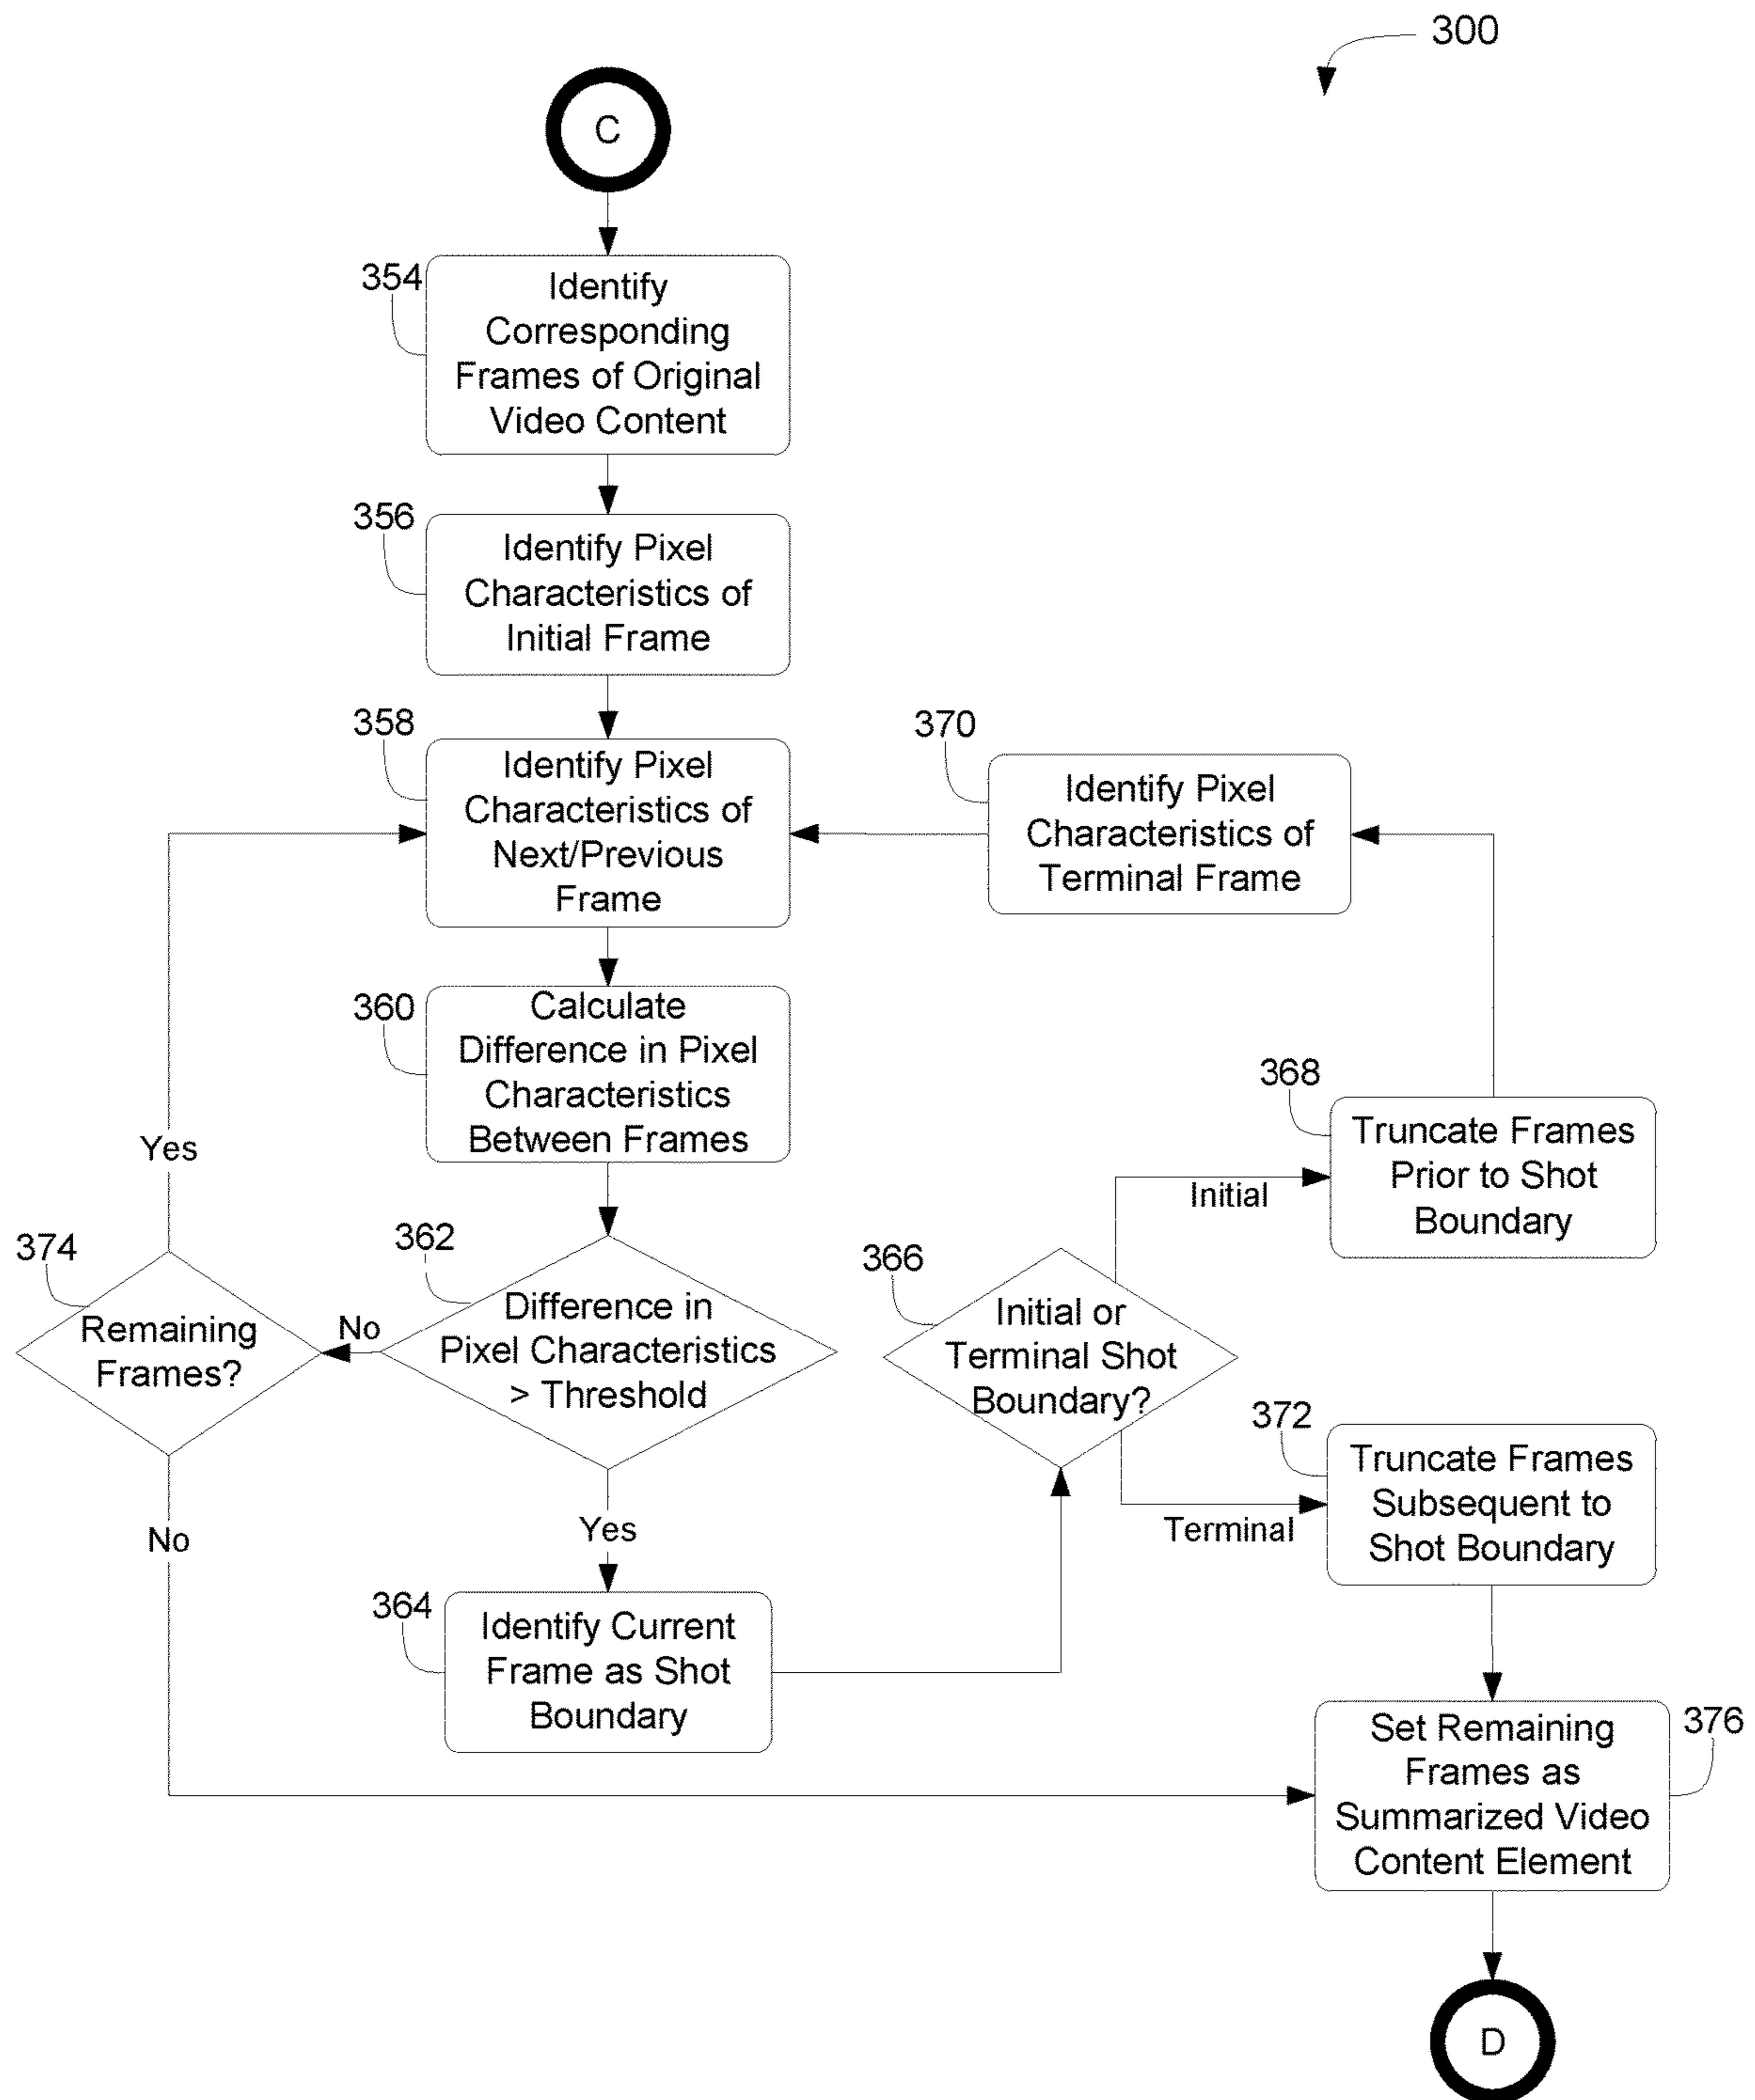 300
C
354
Identify
Corresponding
Frames of Original
Video Content
356
Identify Pixel
Characteristics of
Initial Frame
358
Identify Pixel
Characteristics of
Next/Previous
Frame
370
Identify Pixel
Characteristics of
Terminal Frame
360
Calculate
Difference in Pixel
Characteristics
Between Frames
368
Truncate Frames
Prior to Shot
Boundary
Yes
Initial
374
Remaining
Frames?
No
362
Difference in
Pixel Characteristics
> Threshold
366
Initial or
Terminal Shot
Boundary?
372
Truncate Frames
Subsequent to
Shot Boundary
Terminal
No
Yes
364
Identify Current
Frame as Shot
Boundary
376
Set Remaining
Frames as
Summarized Video
Content Element
D